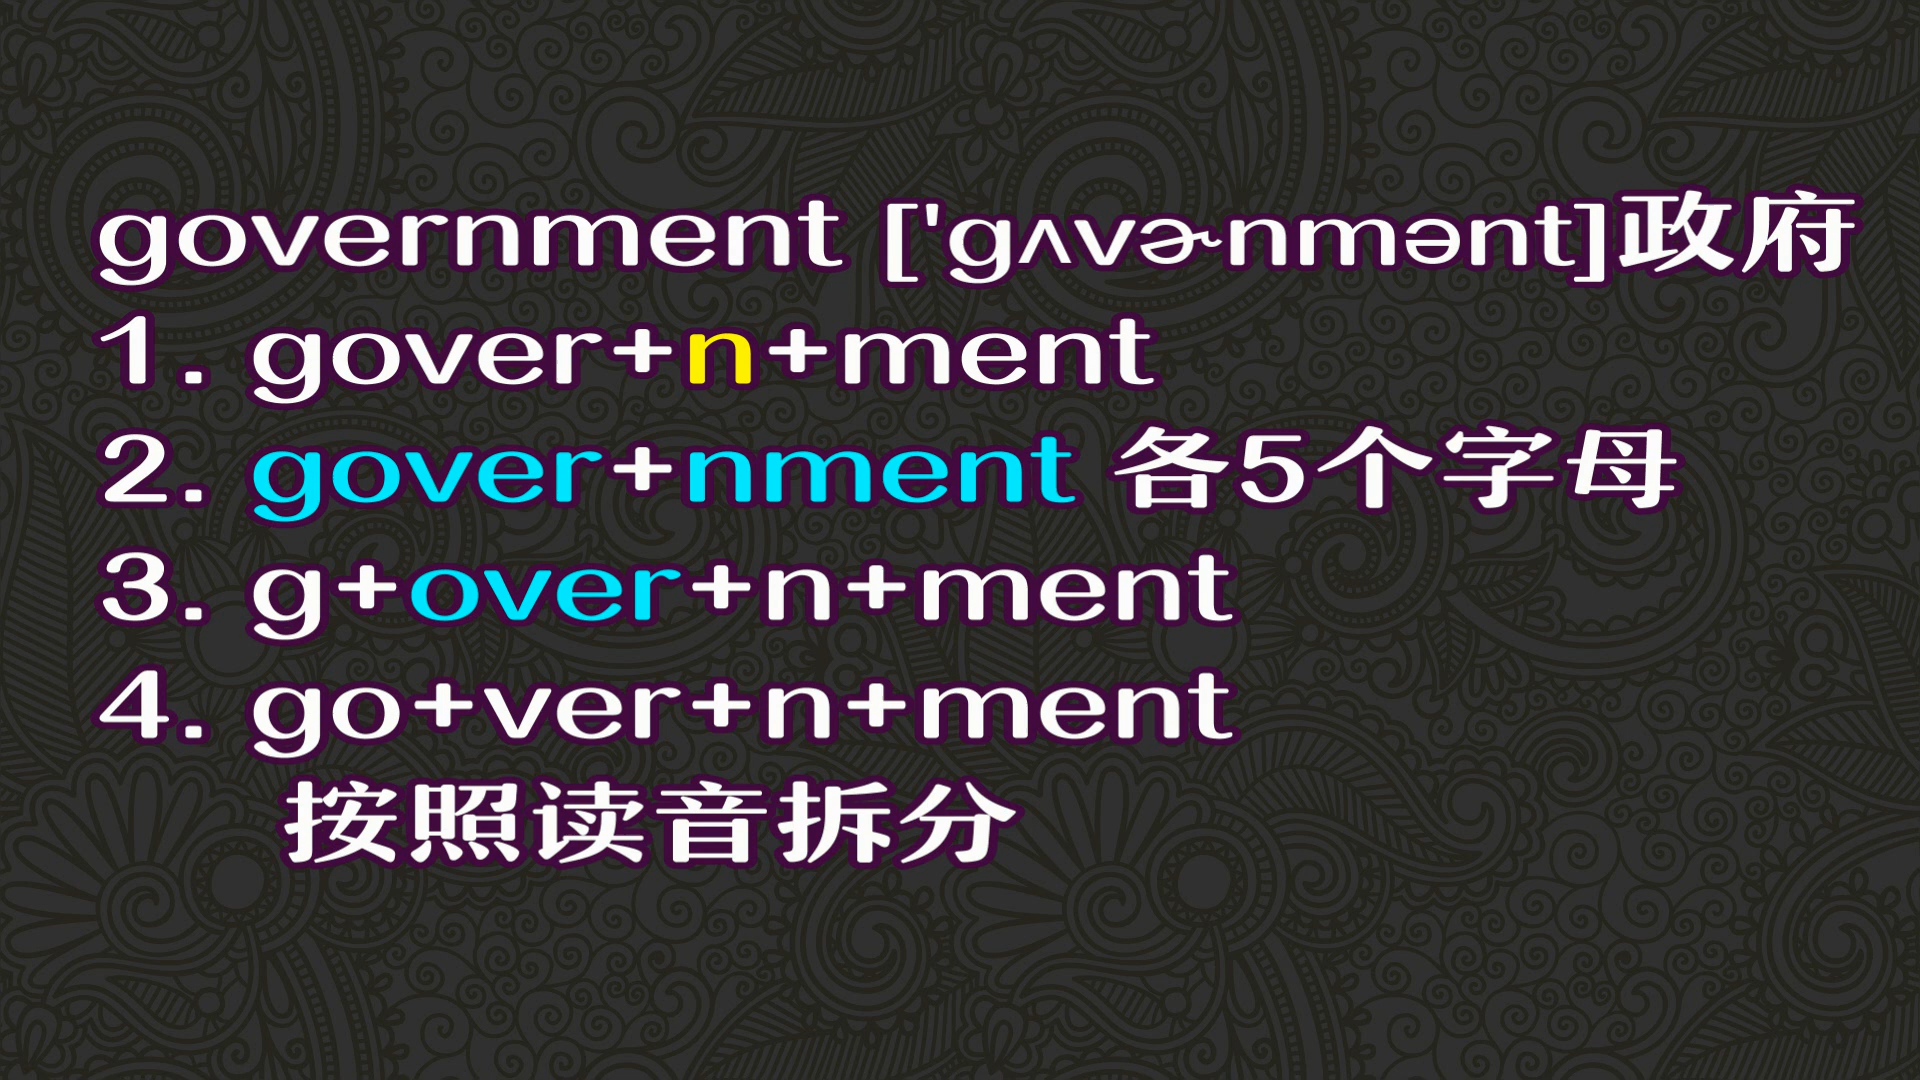 government ['gʌvɚnmənt]政府
1. gover+n+ment
2. gover+nment 各5个字母
3. g+over+n+ment
4. go+ver+n+ment
按照读音拆分